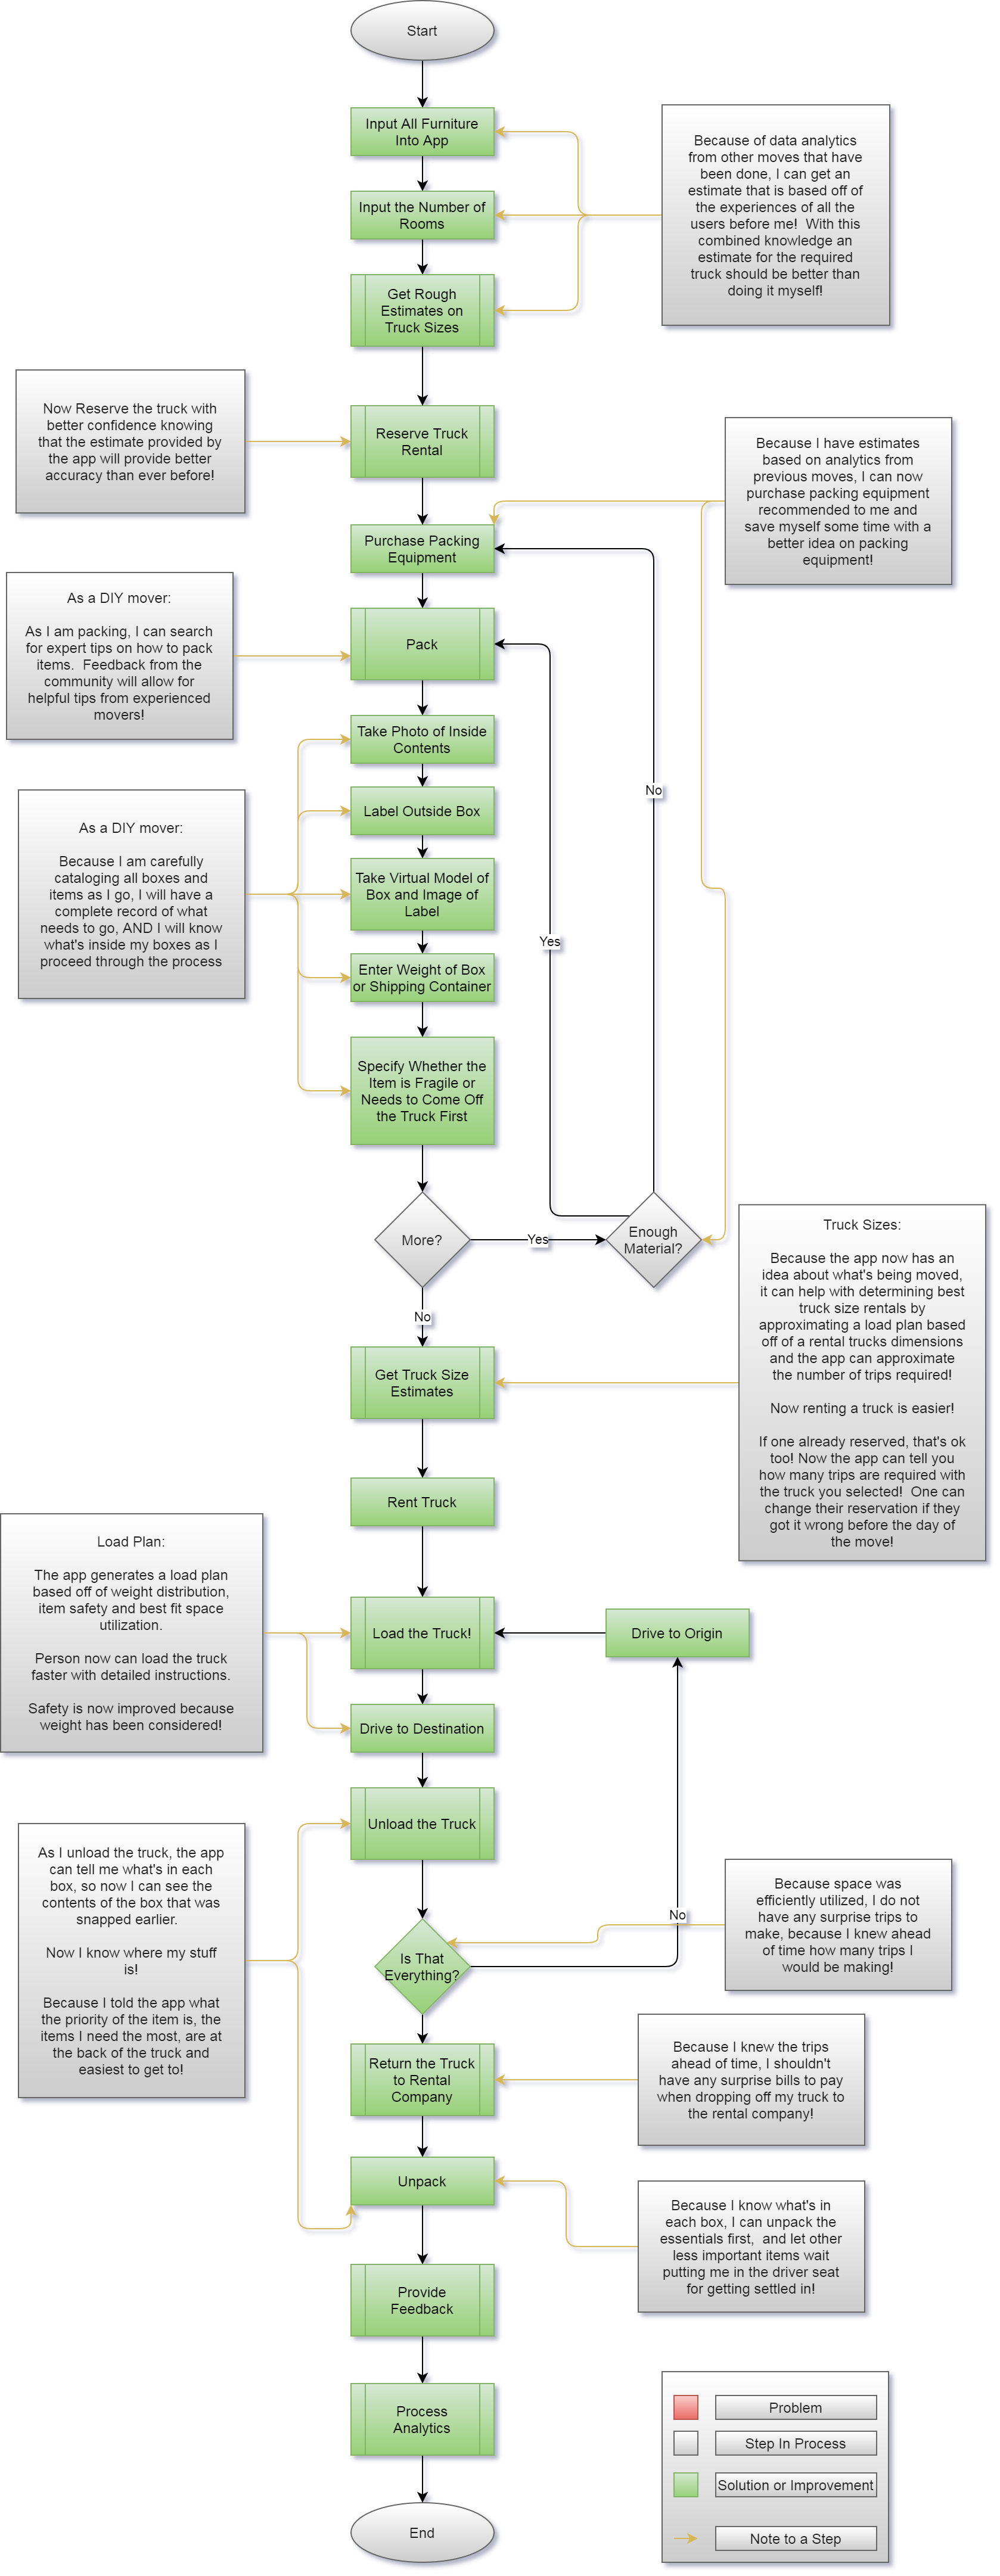 Start
Input All Furniture
Into App
Because of data analytics
from other moves that have
been done, I can get an
estimate that is based off of
the experiences of all the
users before me!  With this
combined knowledge an
estimate for the required
truck should be better than
doing it myself!
Input the Number of
Rooms
Get Rough
Estimates on
Truck Sizes
Now Reserve the truck with
better confidence knowing
that the estimate provided by
the app will provide better
accuracy than ever before!
Reserve Truck
Rental
Because I have estimates
based on analytics from
previous moves, I can now
purchase packing equipment
recommended to me and
save myself some time with a
better idea on packing
equipment!
Purchase Packing
Equipment
As a DIY mover:
As I am packing, I can search
for expert tips on how to pack
items.  Feedback from the
community will allow for
helpful tips from experienced
movers!
Pack
Take Photo of Inside
Contents
No
Label Outside Box
As a DIY mover:
Because I am carefully
cataloging all boxes and
items as I go, I will have a
complete record of what
needs to go, AND I will know
what's inside my boxes as I
proceed through the process
Take Virtual Model of
Box and Image of
Label
Yes
Enter Weight of Box
or Shipping Container
Specify Whether the
Item is Fragile or
Needs to Come Off
the Truck First
More?
Yes
Enough
Material?
No
Truck Sizes:
Because the app now has an
idea about what's being moved,
it can help with determining best
truck size rentals by
approximating a load plan based
off of a rental trucks dimensions
and the app can approximate
the number of trips required!
Now renting a truck is easier!
If one already reserved, that's ok
too! Now the app can tell you
how many trips are required with
the truck you selected!  One can
change their reservation if they
got it wrong before the day of
the move!
Get Truck Size
Estimates
Rent Truck
Load Plan:
The app generates a load plan
based off of weight distribution,
item safety and best fit space
utilization.
Person now can load the truck
faster with detailed instructions.
Safety is now improved because
weight has been considered!
Load the Truck!
Drive to Origin
Drive to Destination
Unload the Truck
As I unload the truck, the app
can tell me what's in each
box, so now I can see the
contents of the box that was
snapped earlier.
Now I know where my stuff
is!
Because I told the app what
the priority of the item is, the
items I need the most, are at
the back of the truck and
easiest to get to!
No
Because space was
efficiently utilized, I do not
have any surprise trips to
make, because I knew ahead
of time how many trips I
would be making!
Is That
Everything?
Return the Truck
to Rental
Company
Because I knew the trips
ahead of time, I shouldn't
have any surprise bills to pay
when dropping off my truck to
the rental company!
Unpack
Because I know what's in
each box, I can unpack the
essentials first,  and let other
less important items wait
putting me in the driver seat
for getting settled in!
Provide
Feedback
Process
Analytics
End
Problem
Step In Process
Solution or Improvement
Note to a Step